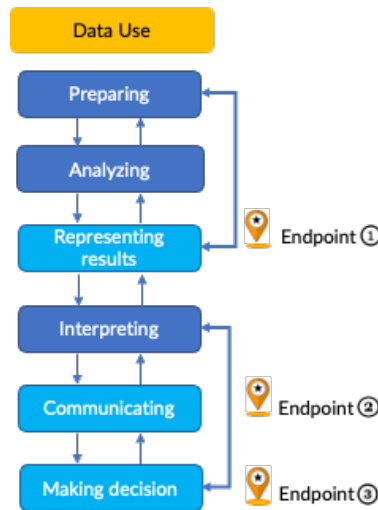 Data Use
Preparing
Analyzing
Representing
results
Endpoint ①
Interpreting
Communicating
Endpoint ②
Making decision
Endpoint ③